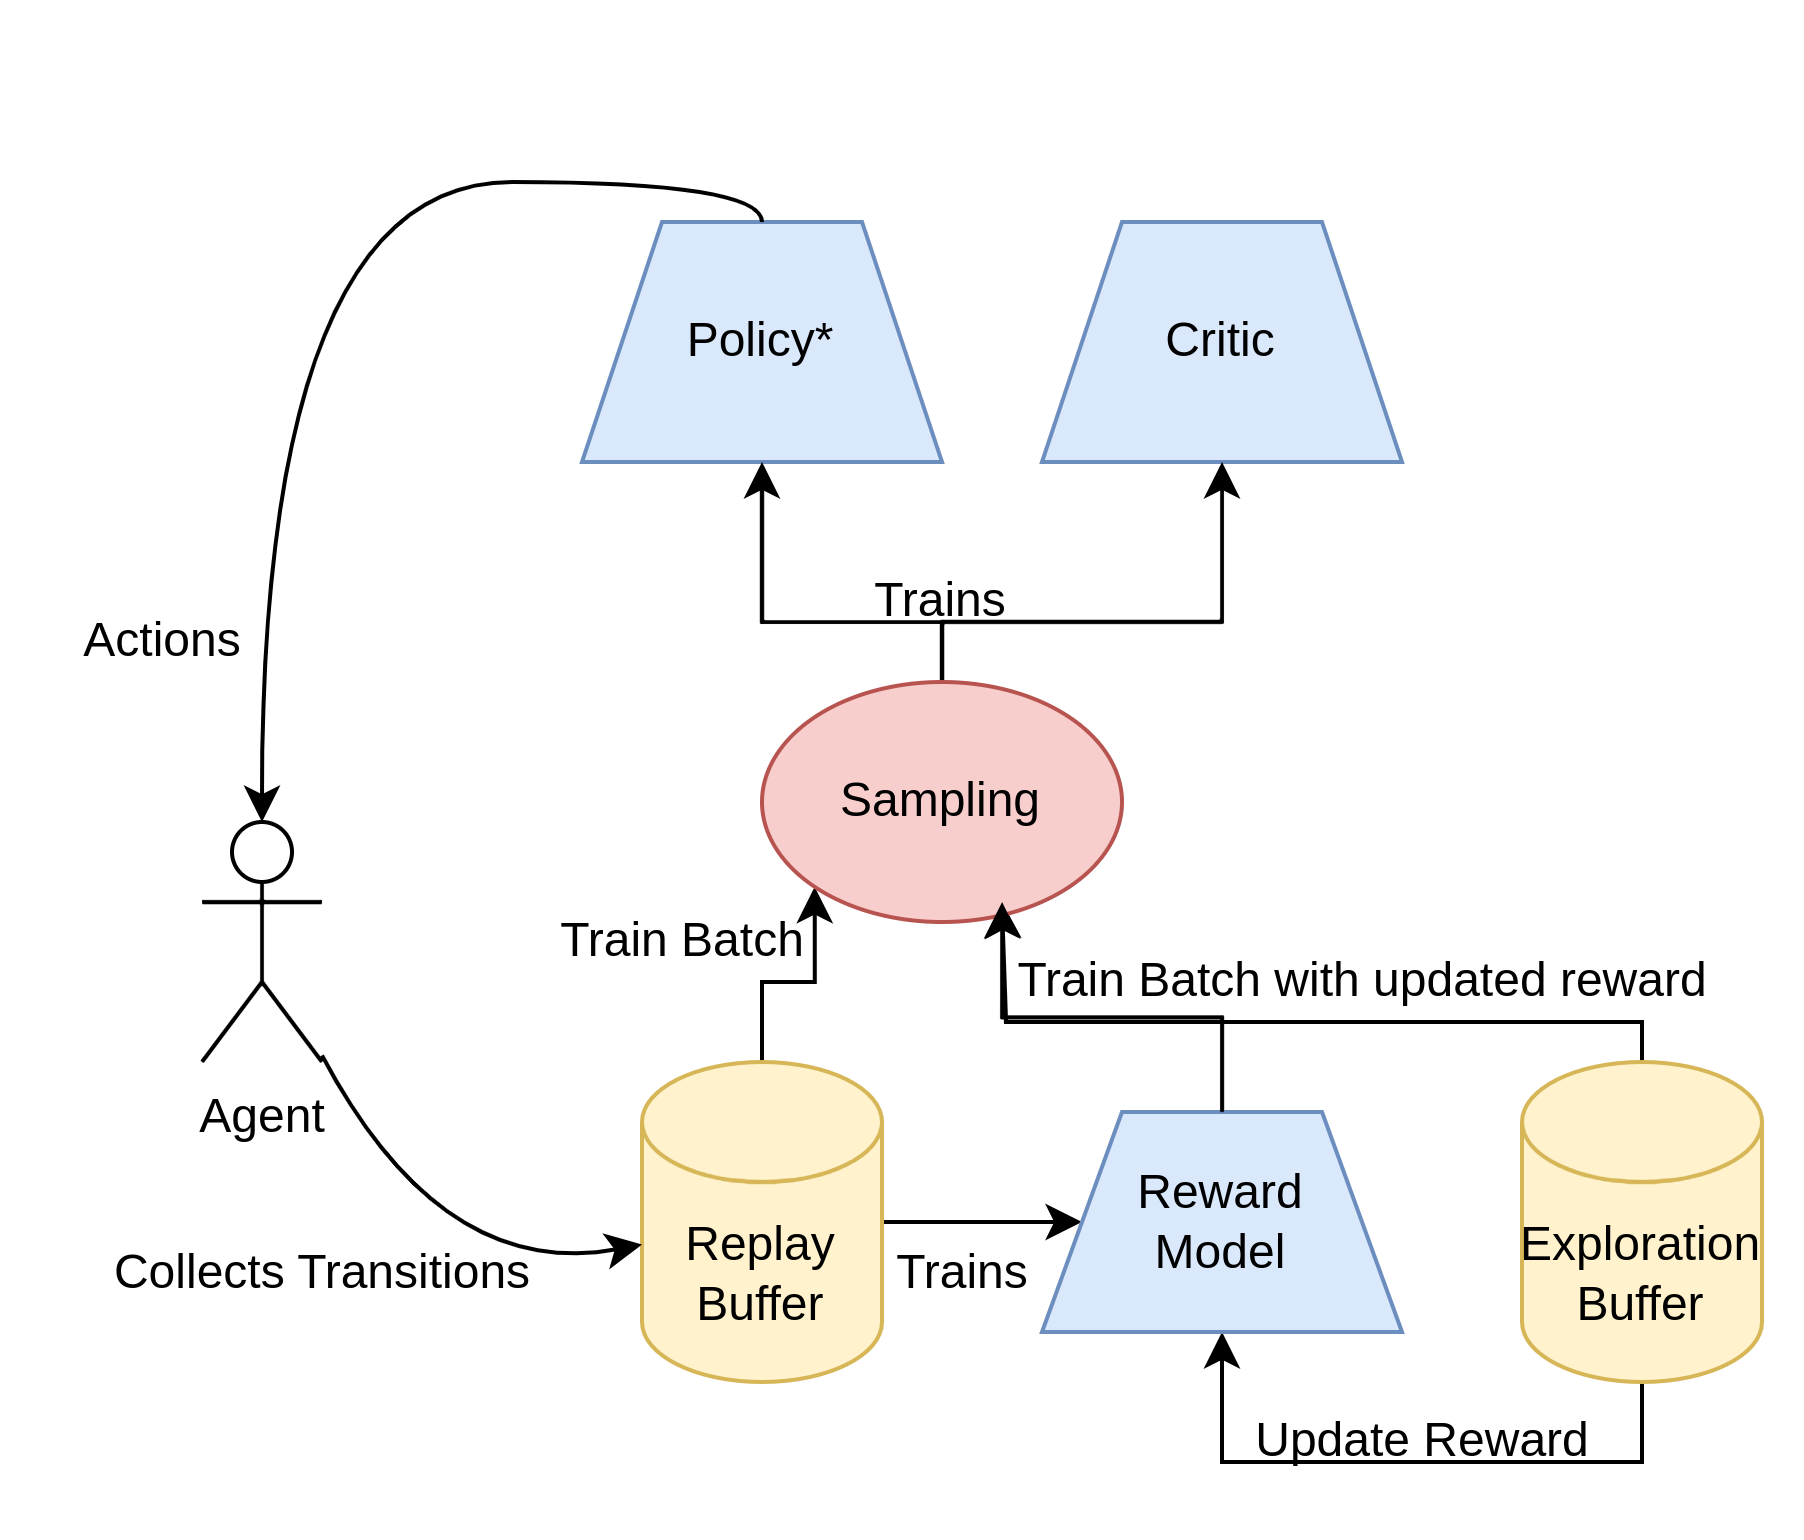 Policy*
Critic
Trains
Actions
Sampling
Train Batch
Train Batch with updated reward
Agent
Collects Transitions
Replay
Buffer
Trains
Reward
Model
Exploration
Buffer
Update Reward